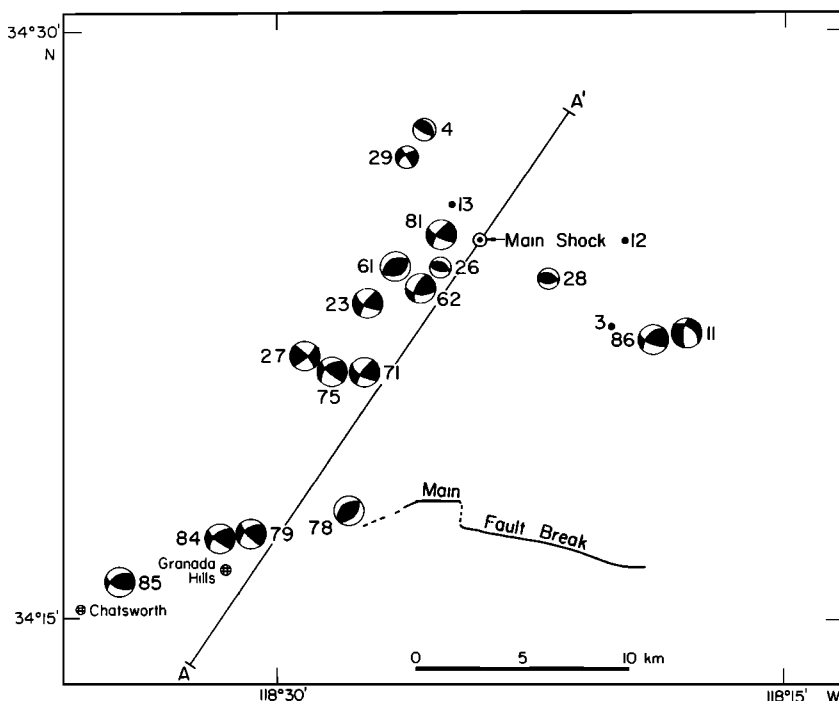 34°30'
N
A'
4
29
13
81
Main Shock
12
61
26
28
62
23
3
86
11
27
75
71
Main
78
Fault Break
84
79
Granada
Hills
85
Chatsworth
34°15'
A
0 5 10 km
118°30'
118°15' W